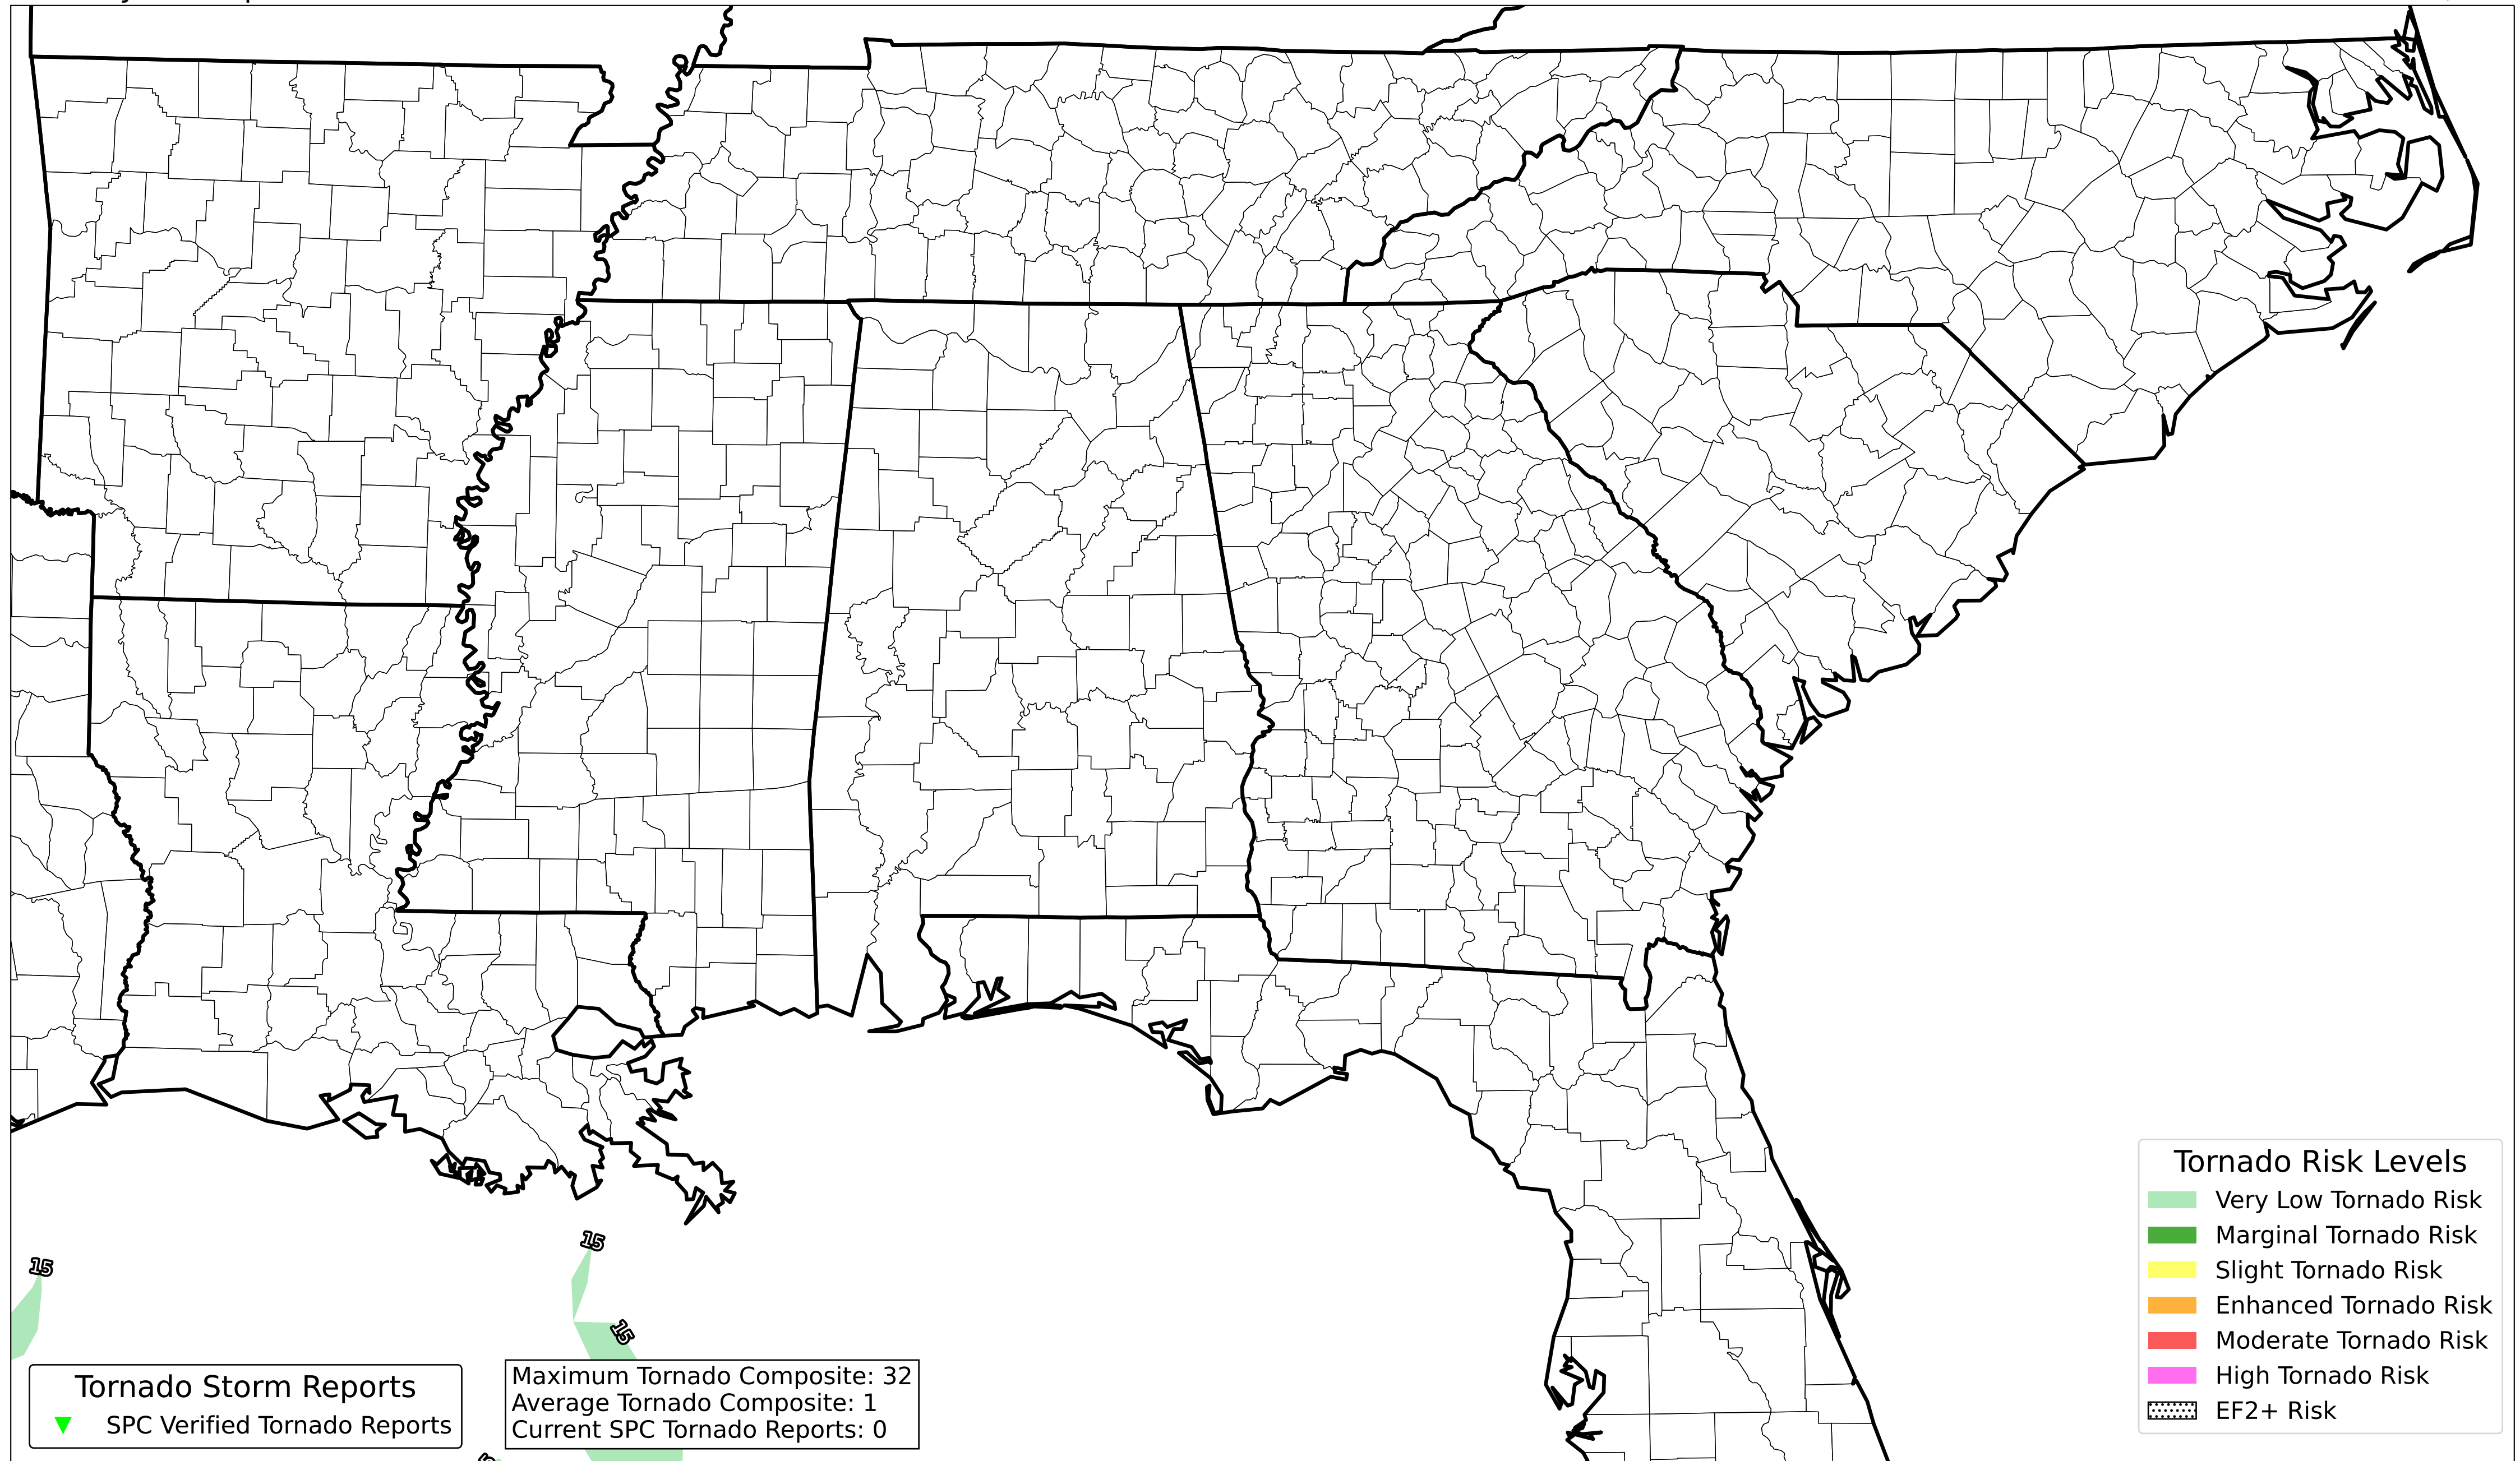 15
15
15
Tornado Storm Reports
SPC Verified Tornado Reports
Maximum Tornado Composite: 32
Average Tornado Composite: 1
Current SPC Tornado Reports: 0
Tornado Risk Levels
Very Low Tornado Risk
Marginal Tornado Risk
Slight Tornado Risk
Enhanced Tornado Risk
Moderate Tornado Risk
High Tornado Risk
EF2+ Risk